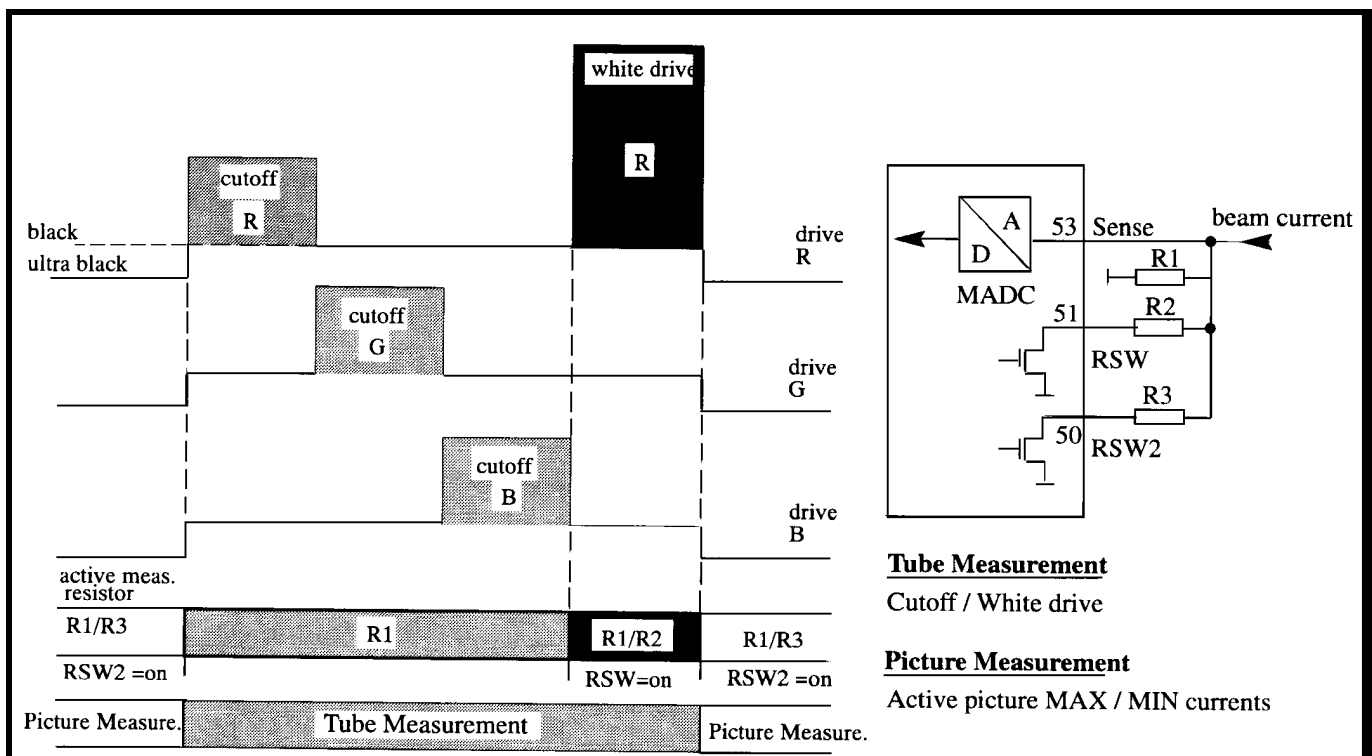 white drive
R
cutoff
R
black
ultra black
drive
R
cutoff
G
drive
G
cutoff
B
drive
B
active meas.
resistor
R1/R3
R1
R1/R2
R1/R3
RSW2 =on
RSW=on
RSW2 =on
Picture Measure.
Tube Measurement
Picture Measure.
A
D
MADC
53
Sense
beam current
R1
51
R2
RSW
R3
50
RSW2
Tube Measurement
Cutoff / White drive
Picture Measurement
Active picture MAX / MIN currents